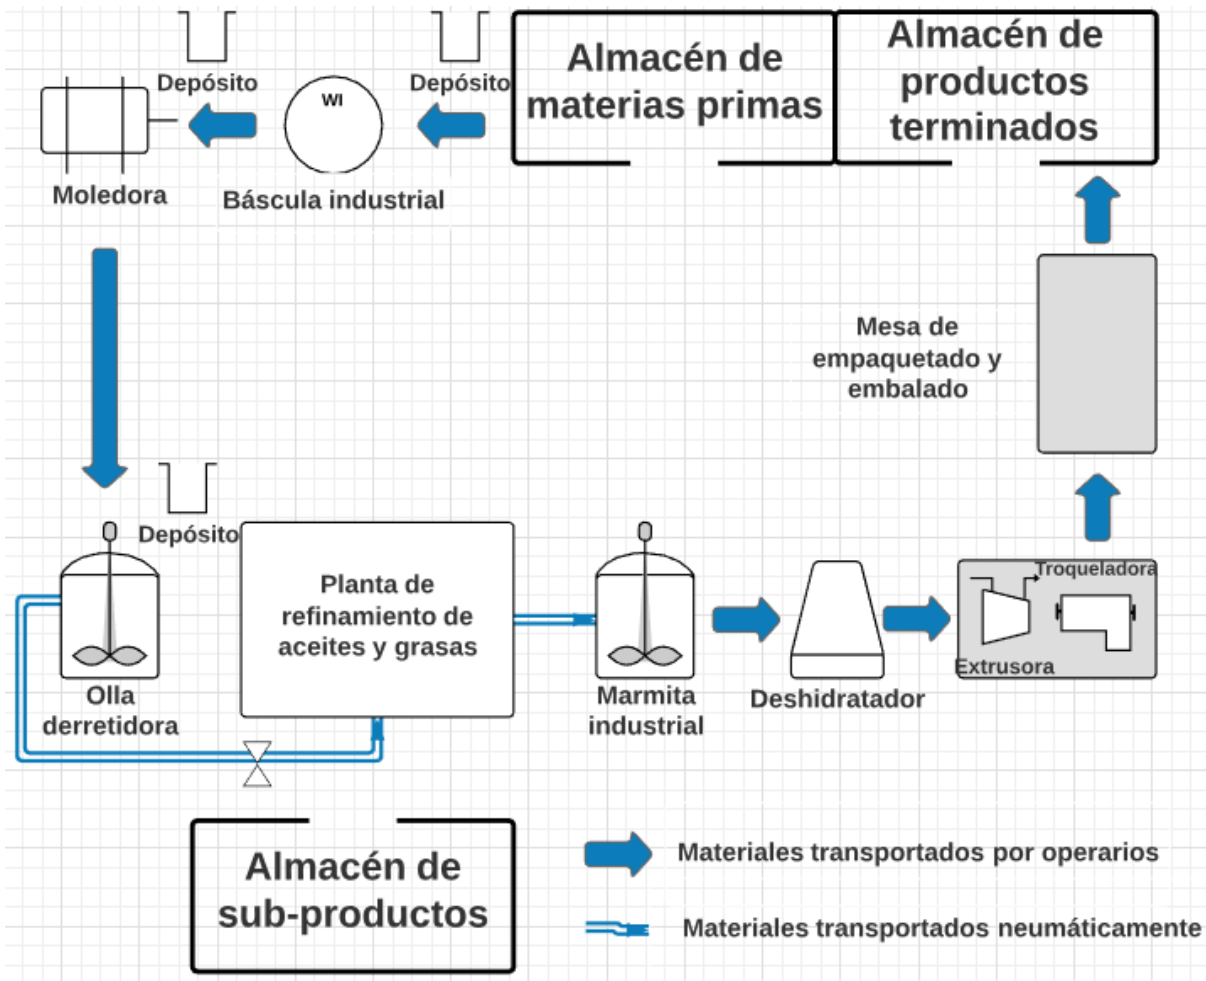 Almacén de
materias primas
Almacén de
productos
terminados
Depósito
Depósito
WI
Moledora
Báscula industrial
Mesa de
empaquetado y
embalado
Depósito
Planta de
refinamiento de
aceites y grasas
Troqueladora
Extrusora
Olla
derretidora
Marmita
industrial
Deshidratador
Almacén de
sub-productos
Materiales transportados por operarios
Materiales transportados neumáticamente